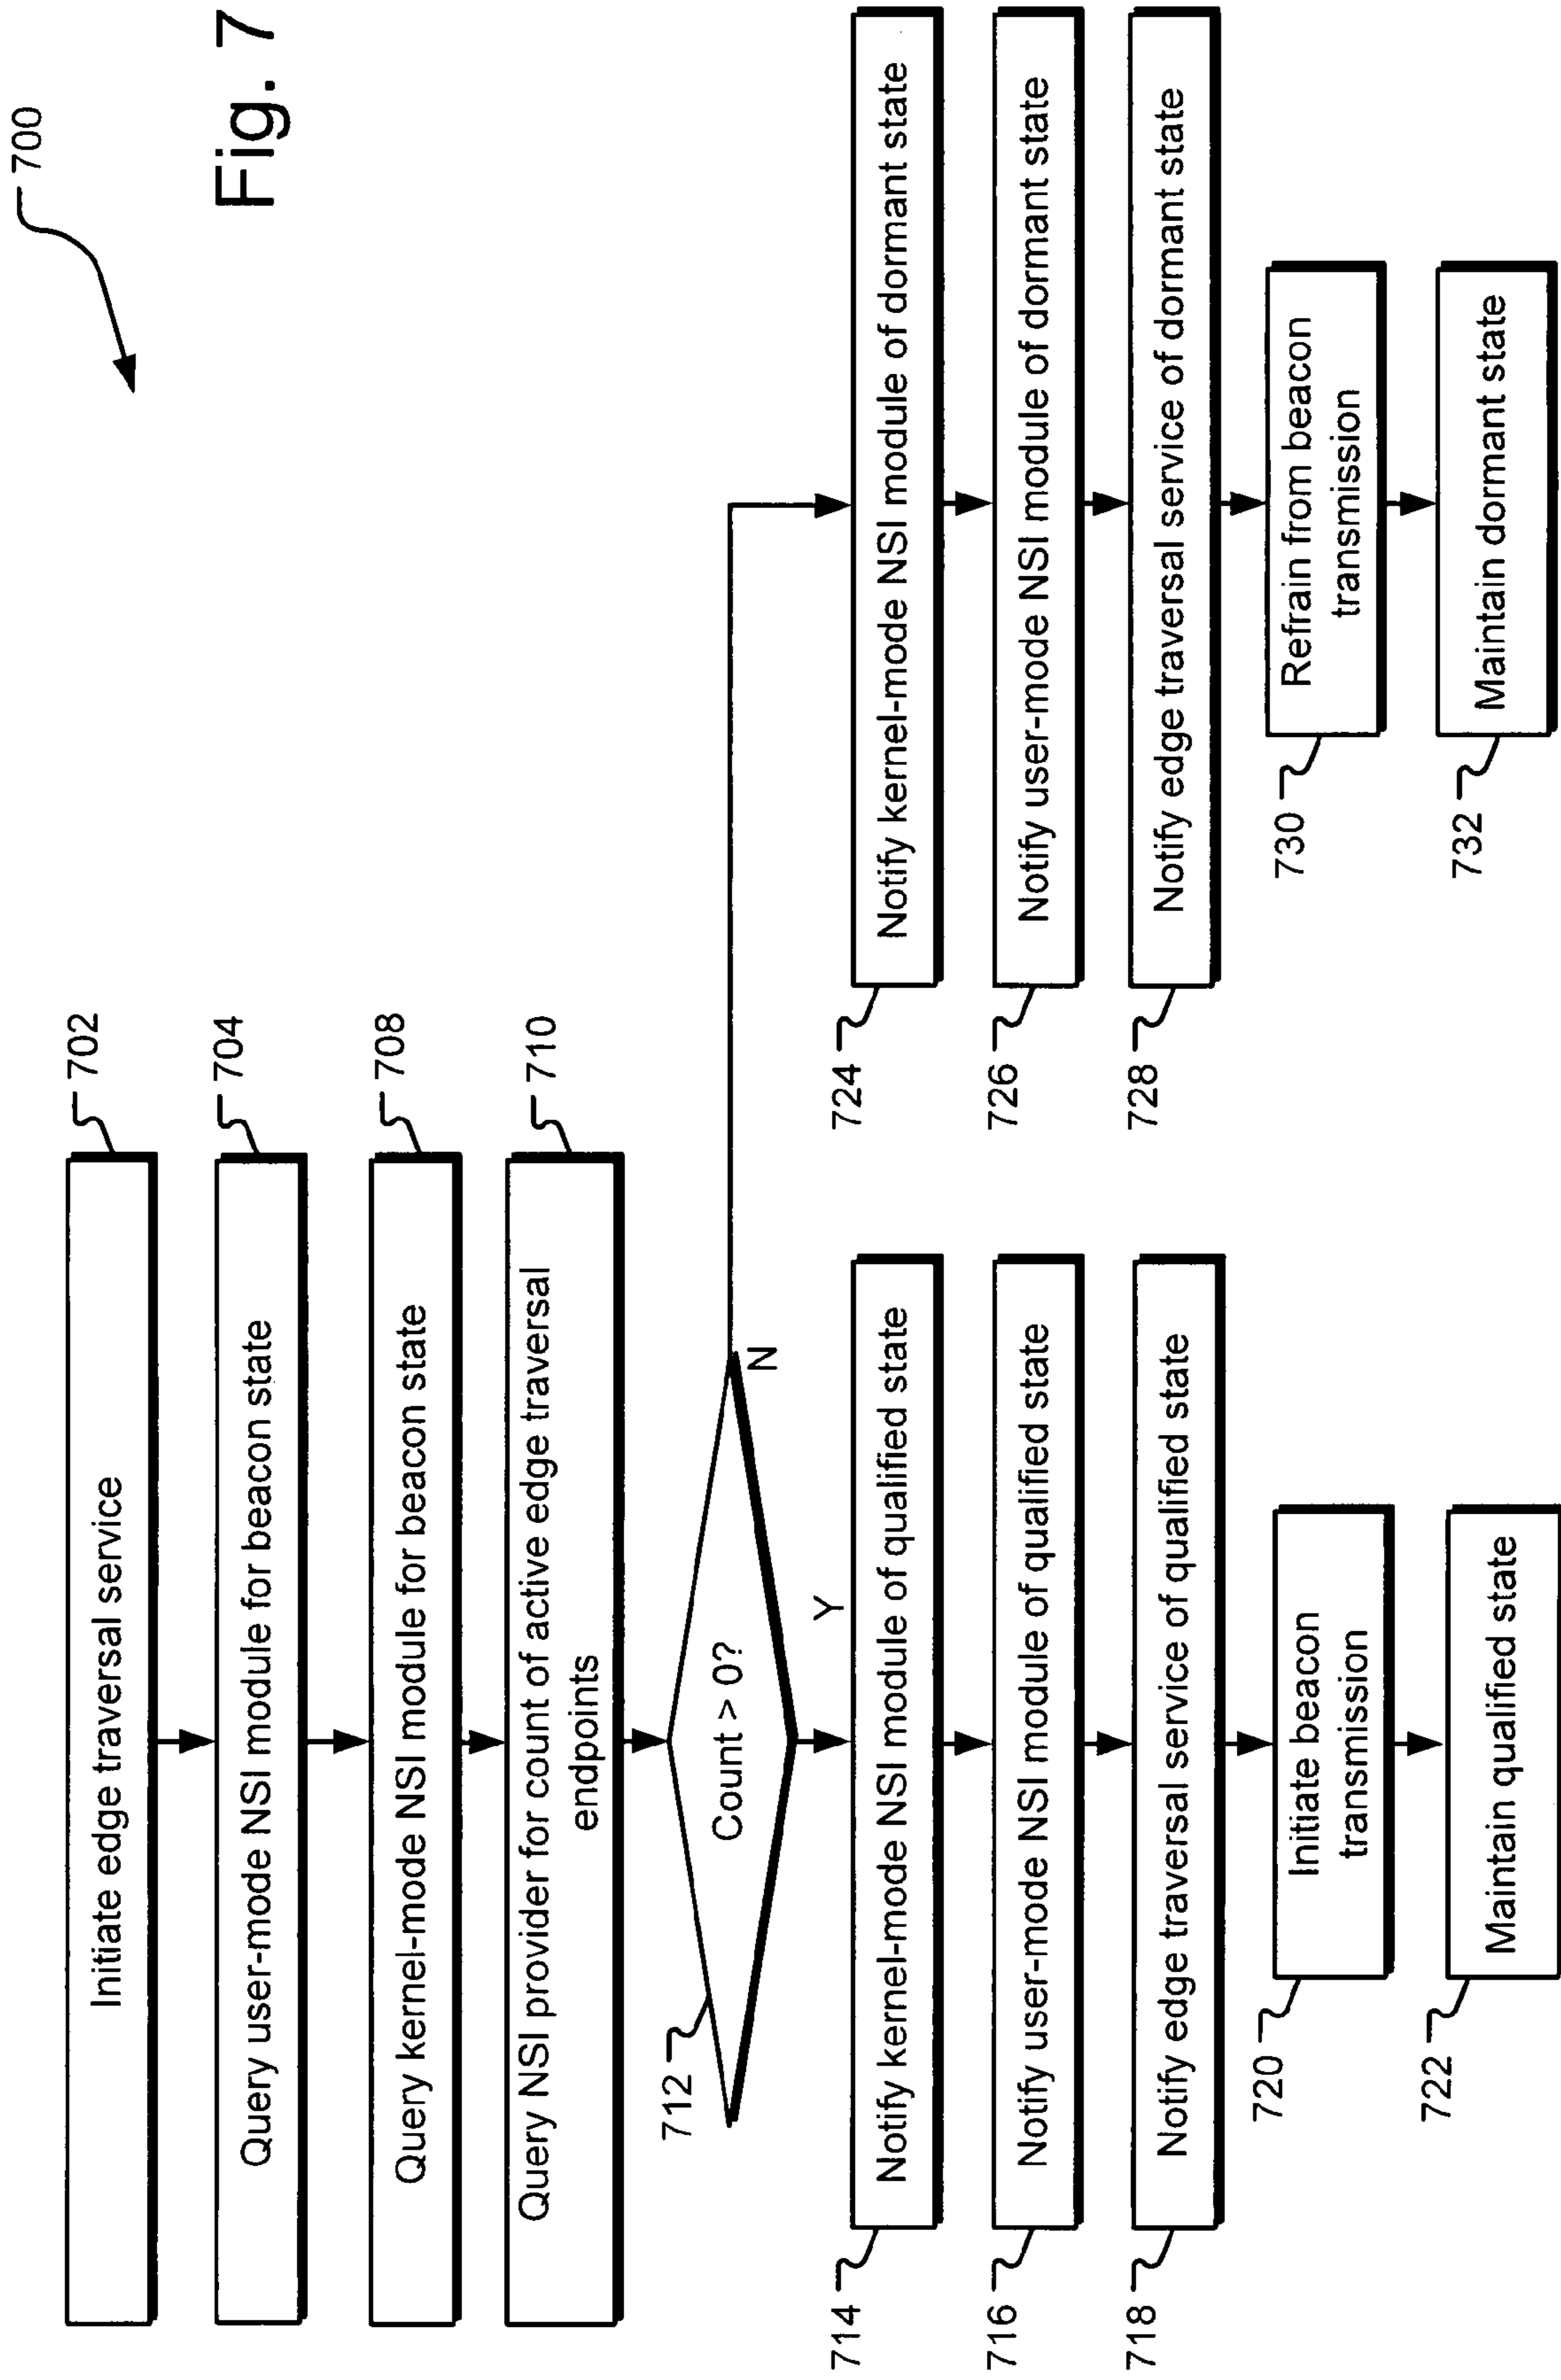 700
Fig. 7
Initiate edge traversal service
702
Query user-mode NSI module for beacon state
704
Query kernel-mode NSI module for beacon state
708
Query NSI provider for count of active edge traversal
endpoints
710
712
Count > 0?
Y
N
714
Notify kernel-mode NSI module of qualified state
716
Notify user-mode NSI module of qualified state
718
Notify edge traversal service of qualified state
720
Initiate beacon
transmission
722
Maintain qualified state
724
Notify kernel-mode NSI module of dormant state
726
Notify user-mode NSI module of dormant state
728
Notify edge traversal service of dormant state
730
Refrain from beacon
transmission
732
Maintain dormant state